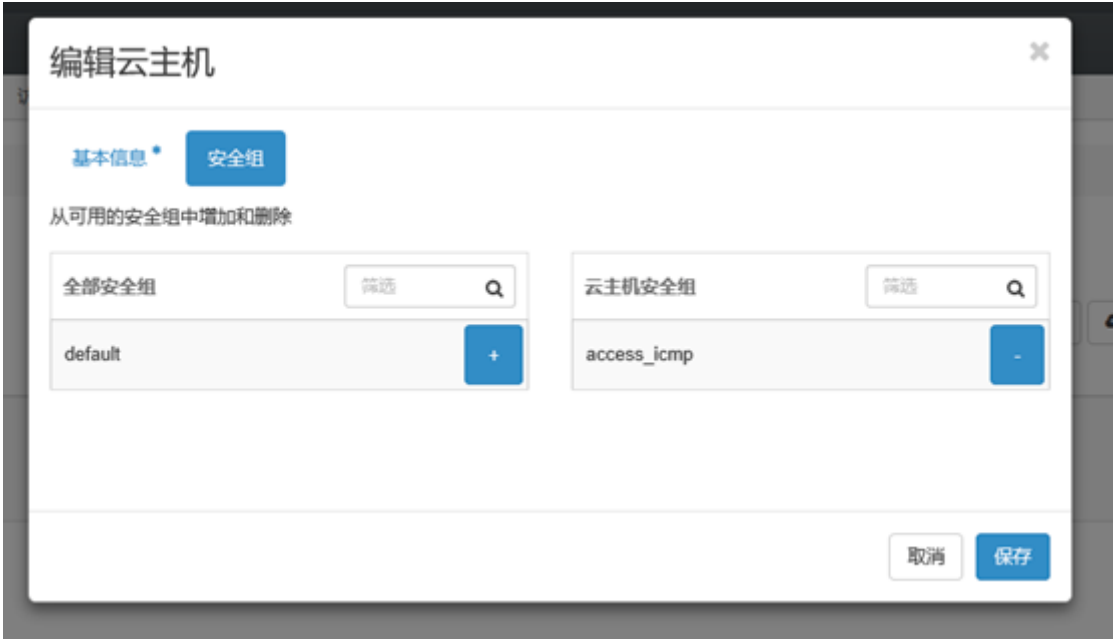 编辑云主机
×
基本信息 *
安全组
从可用的安全组中增加和删除
全部安全组
筛选
云主机安全组
筛选
default
+
access_icmp
-
取消
保存